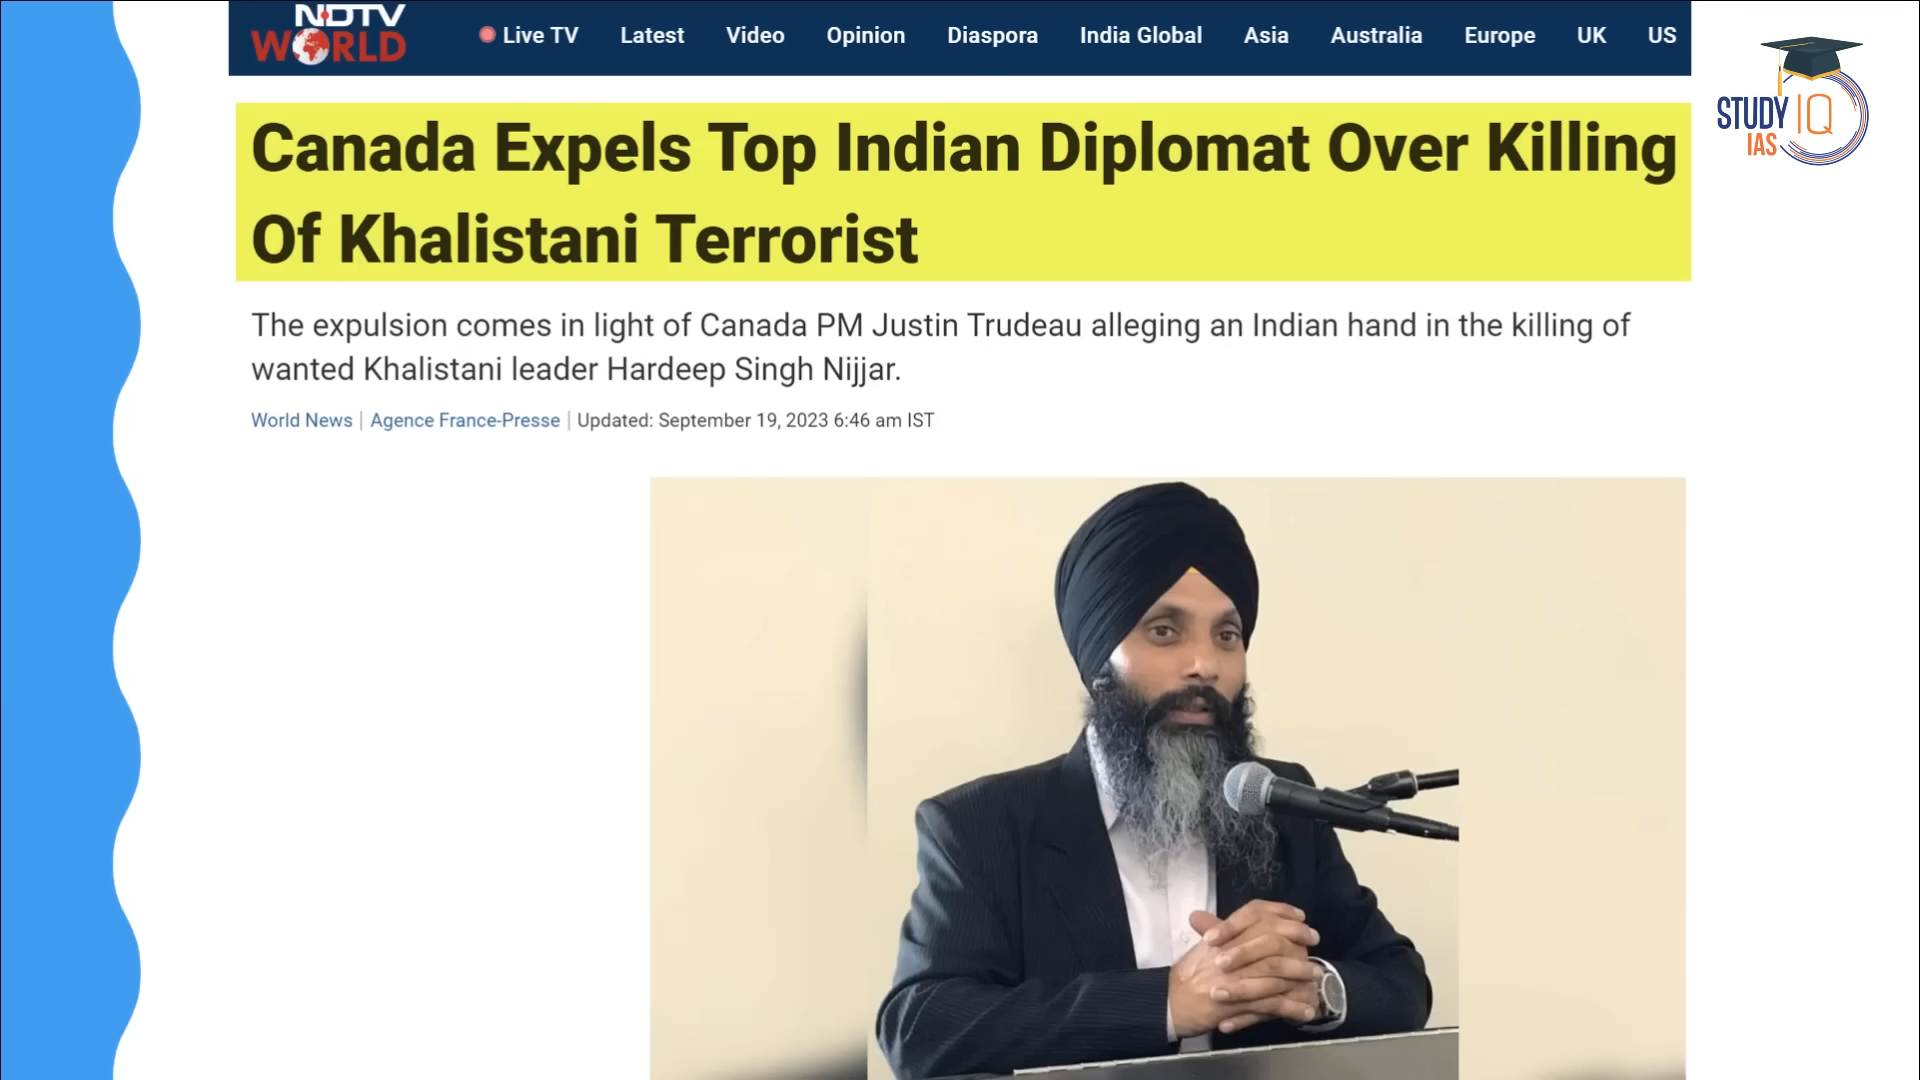 NDTV
WORLD
Live TV Latest Video Opinion Diaspora India Global Asia Australia Europe UK US
STUDY IQ
IAS
Canada Expels Top Indian Diplomat Over Killing
Of Khalistani Terrorist
The expulsion comes in light of Canada PM Justin Trudeau alleging an Indian hand in the killing of
wanted Khalistani leader Hardeep Singh Nijjar.
World News | Agence France-Presse | Updated: September 19, 2023 6:46 am IST